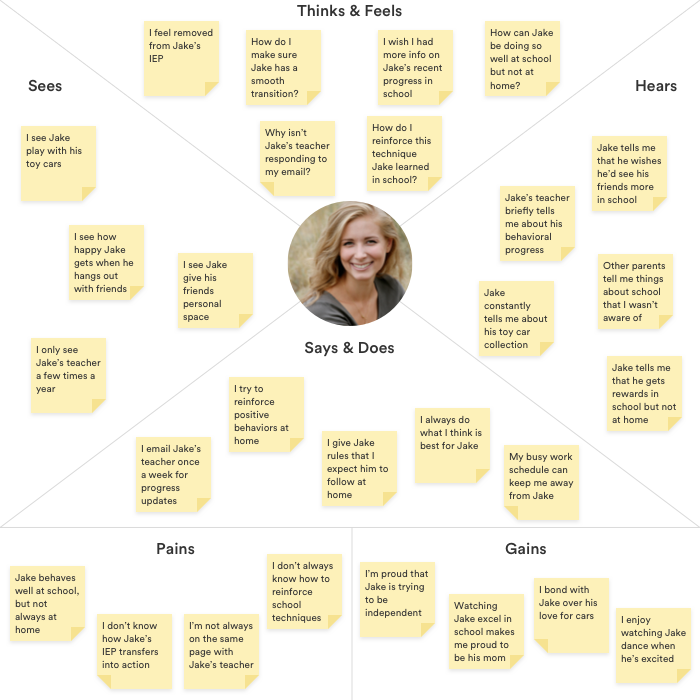 Thinks & Feels
I feel removed
from Jake's
IEP
How do I
make sure
Jake has a
smooth
transition?
I wish I had
more info on
Jake's recent
progress in
school
How can Jake
be doing so
well at school
but not at
home?
Why isn't
Jake's teacher
responding to
my email?
How do I
reinforce this
technique
Jake learned
in school?
Sees
I see Jake
play with his
toy cars
I see how
happy Jake
gets when he
hangs out
with friends
I see Jake
give his
friends
personal
space
I only see
Jake's teacher
a few times a
year
Hears
Jake tells me
that he wishes
he'd see his
friends more
in school
Jake's teacher
briefly tells
me about his
behavioral
progress
Other parents
tell me things
about school
that I wasn't
aware of
Jake
constantly
tells me about
his toy car
collection
Jake tells me
that he gets
rewards in
school but not
at home
Says & Does
I try to
reinforce
positive
behaviors at
home
I email Jake's
teacher once
a week for
progress
updates
I give Jake
rules that I
expect him to
follow at
home
I always do
what I think is
best for Jake
My busy work
schedule can
keep me away
from Jake
Pains
Jake behaves
well at school,
but not
always at
home
I don't know
how Jake's
IEP transfers
into action
I'm not always
on the same
page with
Jake's teacher
I don't always
know how to
reinforce
school
techniques
Gains
I'm proud that
Jake is trying
to be
independent
Watching
Jake excel in
school makes
me proud to
be his mom
I bond with
Jake over his
love for cars
I enjoy
watching Jake
dance when
he's excited